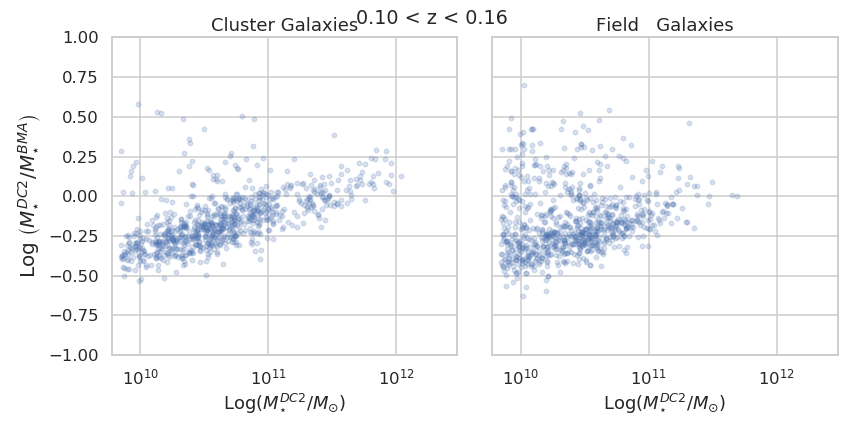 0.10 < z < 0.16
Cluster Galaxies
Field Galaxies
Log (M⋆^DC2/M⋆^BMA)
1.00
0.75
0.50
0.25
0.00
−0.25
−0.50
−0.75
−1.00
10^10 10^11 10^12
10^10 10^11 10^12
Log(M⋆^DC2/M⊙)
Log(M⋆^DC2/M⊙)